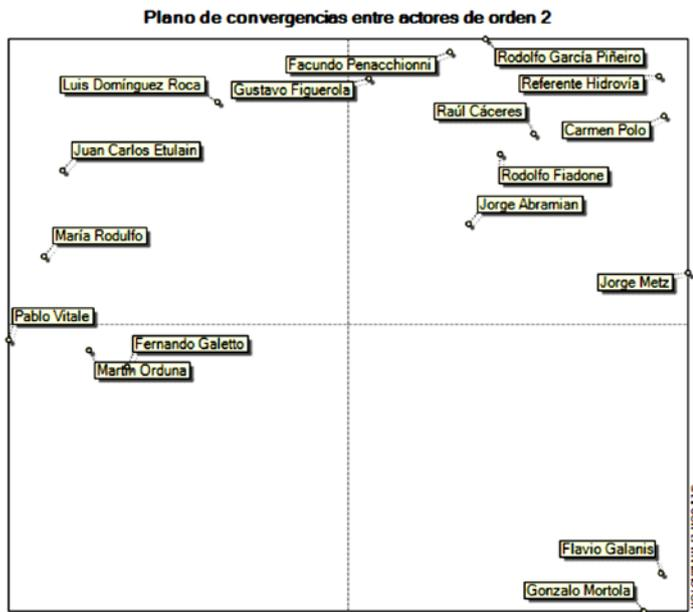 Plano de convergencias entre actores de orden 2
Rodolfo García Piñeiro
Facundo Penacchionni
Referente Hidrovía
Luis Domínguez Roca
Gustavo Figuerola
Raúl Cáceres
Carmen Polo
Juan Carlos Etulain
Rodolfo Fiadone
Jorge Abramian
María Rodulfo
Jorge Metz
Pablo Vitale
Fernando Galetto
Martín Orduna
Flavio Galanis
Gonzalo Mortola